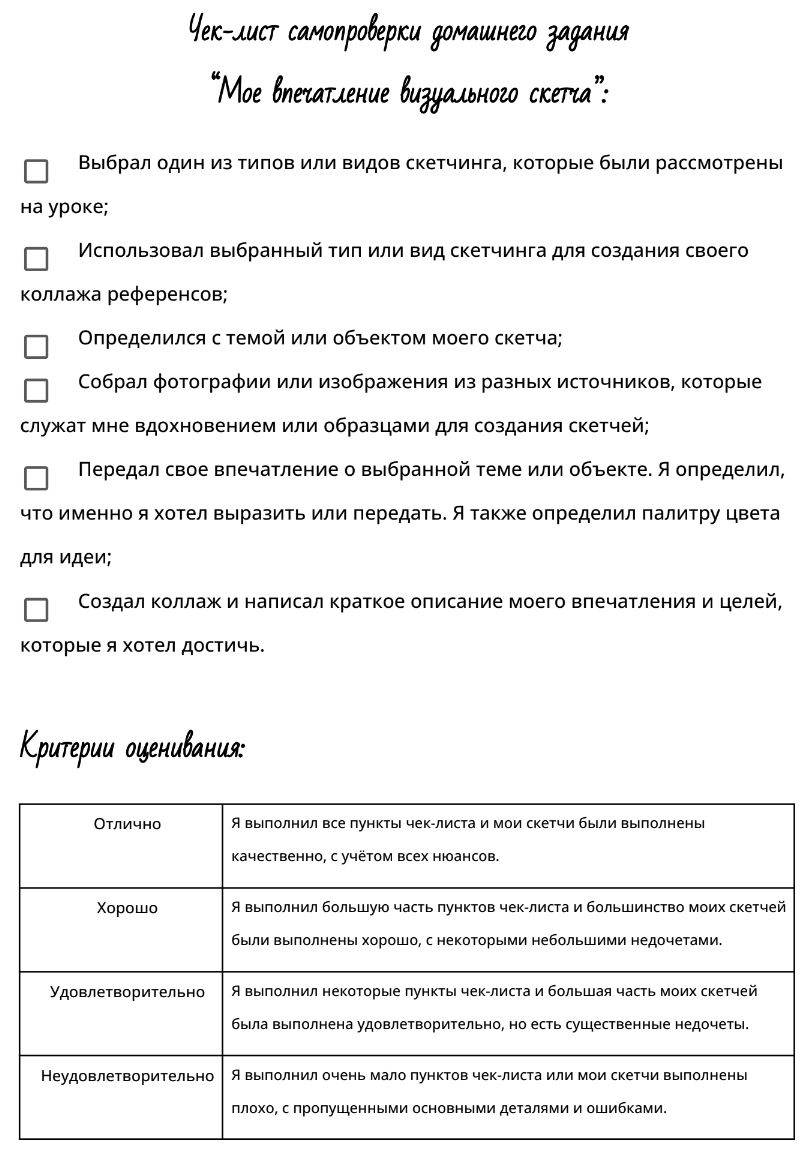 Чек-лист самопроверки домашнего задания
“Мое впечатление визуального скетча”:
Выбрал один из типов или видов скетчинга, которые были рассмотрены
на уроке;
Использовал выбранный тип или вид скетчинга для создания своего
коллажа референсов;
Определился с темой или объектом моего скетча;
Собрал фотографии или изображения из разных источников, которые
служат мне вдохновением или образцами для создания скетчей;
Передал свое впечатление о выбранной теме или объекте. Я определил,
что именно я хотел выразить или передать. Я также определил палитру цвета
для идеи;
Создал коллаж и написал краткое описание моего впечатления и целей,
которые я хотел достичь.
Критерии оценивания:
Отлично
Я выполнил все пункты чек-листа и мои скетчи были выполнены
качественно, с учётом всех нюансов.
Хорошо
Я выполнил большую часть пунктов чек-листа и большинство моих скетчей
были выполнены хорошо, с некоторыми небольшими недочетами.
Удовлетворительно
Я выполнил некоторые пункты чек-листа и большая часть моих скетчей
была выполнена удовлетворительно, но есть существенные недочеты.
Неудовлетворительно
Я выполнил очень мало пунктов чек-листа или мои скетчи выполнены
плохо, с пропущенными основными деталями и ошибками.